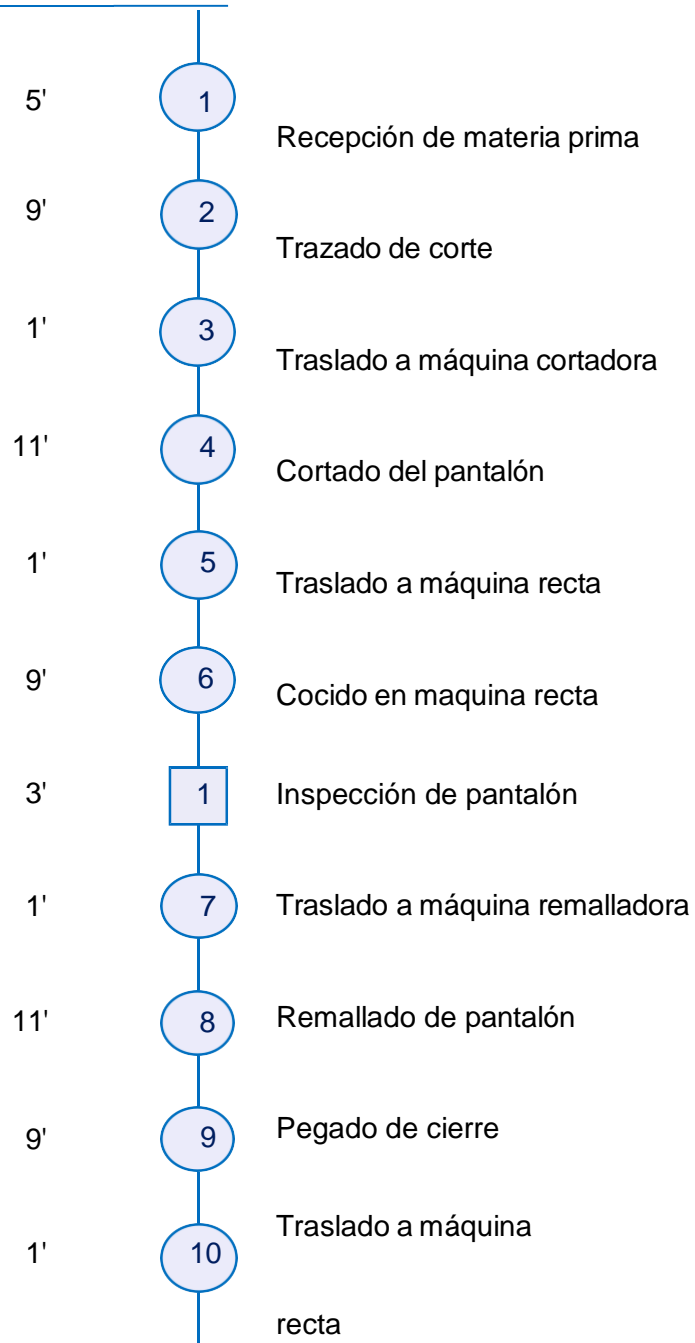 5' 1
Recepción de materia prima
9' 2
Trazado de corte
1' 3
Traslado a máquina cortadora
11' 4
Cortado del pantalón
1' 5
Traslado a máquina recta
9' 6
Cocido en maquina recta
3' 1 Inspección de pantalón
1' 7 Traslado a máquina remalladora
11' 8 Remallado de pantalón
9' 9 Pegado de cierre
Traslado a máquina
1' 10
recta